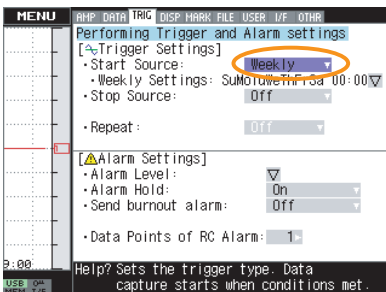 MENU
AMP DATA TRIG DISP MARK FILE USER I/F OTHR
Performing Trigger and Alarm settings
[Trigger Settings]
・Start Source: Weekly
・Weekly Settings: SuMoTuWeThFrSa 00:00
・Stop Source: Off
・Repeat: Off
[Alarm Settings]
・Alarm Level:
・Alarm Hold: On
・Send burnout alarm: Off
・Data Points of RC Alarm: 1
9:00
Help? Sets the trigger type. Data
capture starts when conditions met.
USB